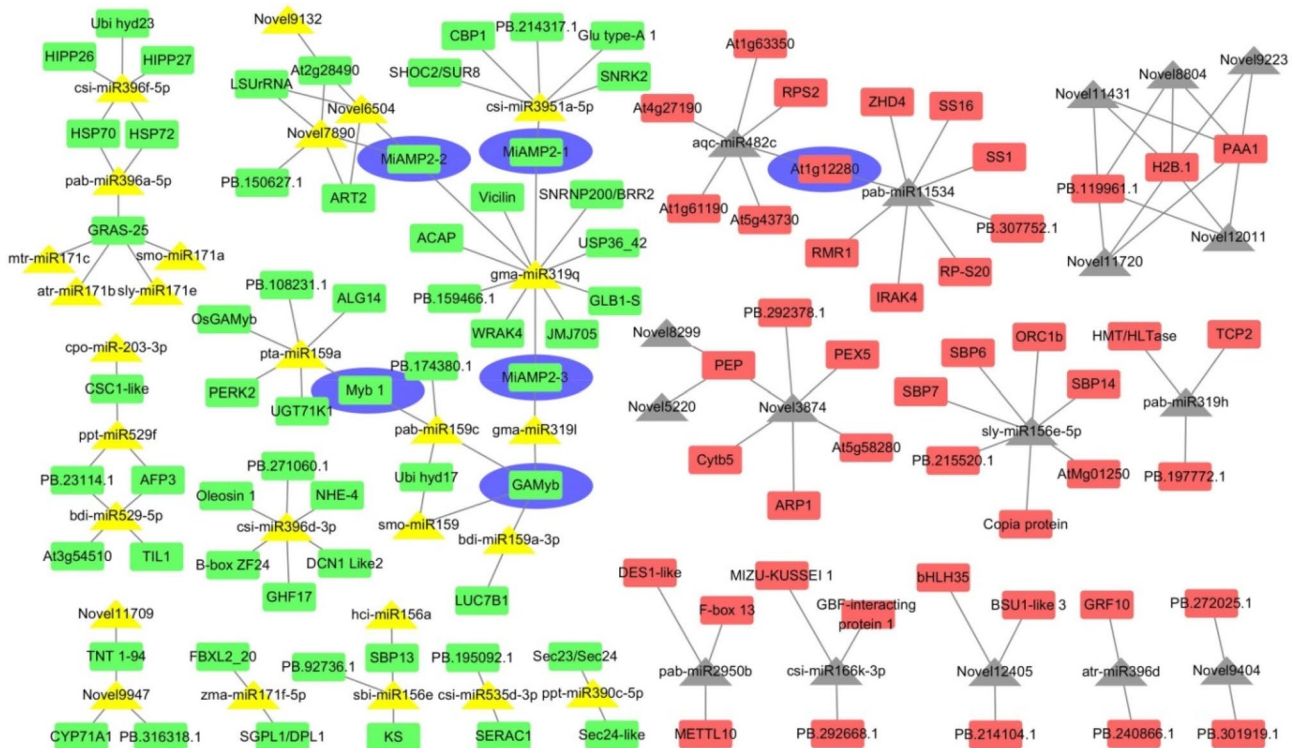 Ubi hyd23
HIPP26
HIPP27
csi-miR396f-5p
HSP70
HSP72
pab-miR396a-5p
GRAS-25
mtr-miR171c
smo-miR171a
atr-miR171b
sly-miR171e
cpo-miR-203-3p
CSC1-like
ppt-miR529f
PB.23114.1
AFP3
bdi-miR529-5p
At3g54510
TIL1
Novel11709
TNT 1-94
Novel9947
CYP71A1
PB.316318.1
Novel9132
At2g28490
LSUrRNA
Novel6504
Novel7890
MiAMP2-2
PB.150627.1
ART2
CBP1
PB.214317.1
Glu type-A 1
SHOC2/SUR8
SNRK2
csi-miR3951a-5p
MiAMP2-1
Vicilin
SNRNP200/BRR2
ACAP
USP36_42
gma-miR319q
PB.159466.1
GLB1-S
WRAK4
JMJ705
MiAMP2-3
gma-miR319l
PB.108231.1
ALG14
OsGAMyb
pta-miR159a
PERK2
UGT71K1
Myb 1
PB.174380.1
pab-miR159c
Ubi hyd17
GAMyb
smo-miR159
bdi-miR159a-3p
LUC7B1
PB.271060.1
Oleosin 1
NHE-4
csi-miR396d-3p
B-box ZF24
DCN1 Like2
GHF17
FBXL2_20
zma-miR171f-5p
SGPL1/DPL1
hci-miR156a
SBP13
PB.92736.1
sbi-miR156e
KS
PB.195092.1
csi-miR535d-3p
SERAC1
Sec23/Sec24
ppt-miR390c-5p
Sec24-like
At1g63350
At4g27190
RPS2
aqc-miR482c
At1g12280
At1g61190
At5g43730
ZHD4
SS16
SS1
pab-miR11534
PB.307752.1
RMR1
RP-S20
IRAK4
Novel9223
Novel8804
Novel11431
PAA1
H2B.1
PB.119961.1
Novel12011
Novel11720
PB.292378.1
Novel8299
PEP
PEX5
Novel5220
Novel3874
Cytb5
At5g58280
ARP1
ORC1b
SBP6
SBP7
SBP14
sly-miR156e-5p
PB.215520.1
AtMg01250
Copia protein
HMT/HLTase
TCP2
pab-miR319h
PB.197772.1
DES1-like
F-box 13
pab-miR2950b
METTL10
MIZU-KUSSEI 1
GBF-interacting
protein 1
csi-miR166k-3p
PB.292668.1
bHLH35
BSU1-like 3
Novel12405
PB.214104.1
GRF10
atr-miR396d
PB.240866.1
PB.272025.1
Novel9404
PB.301919.1